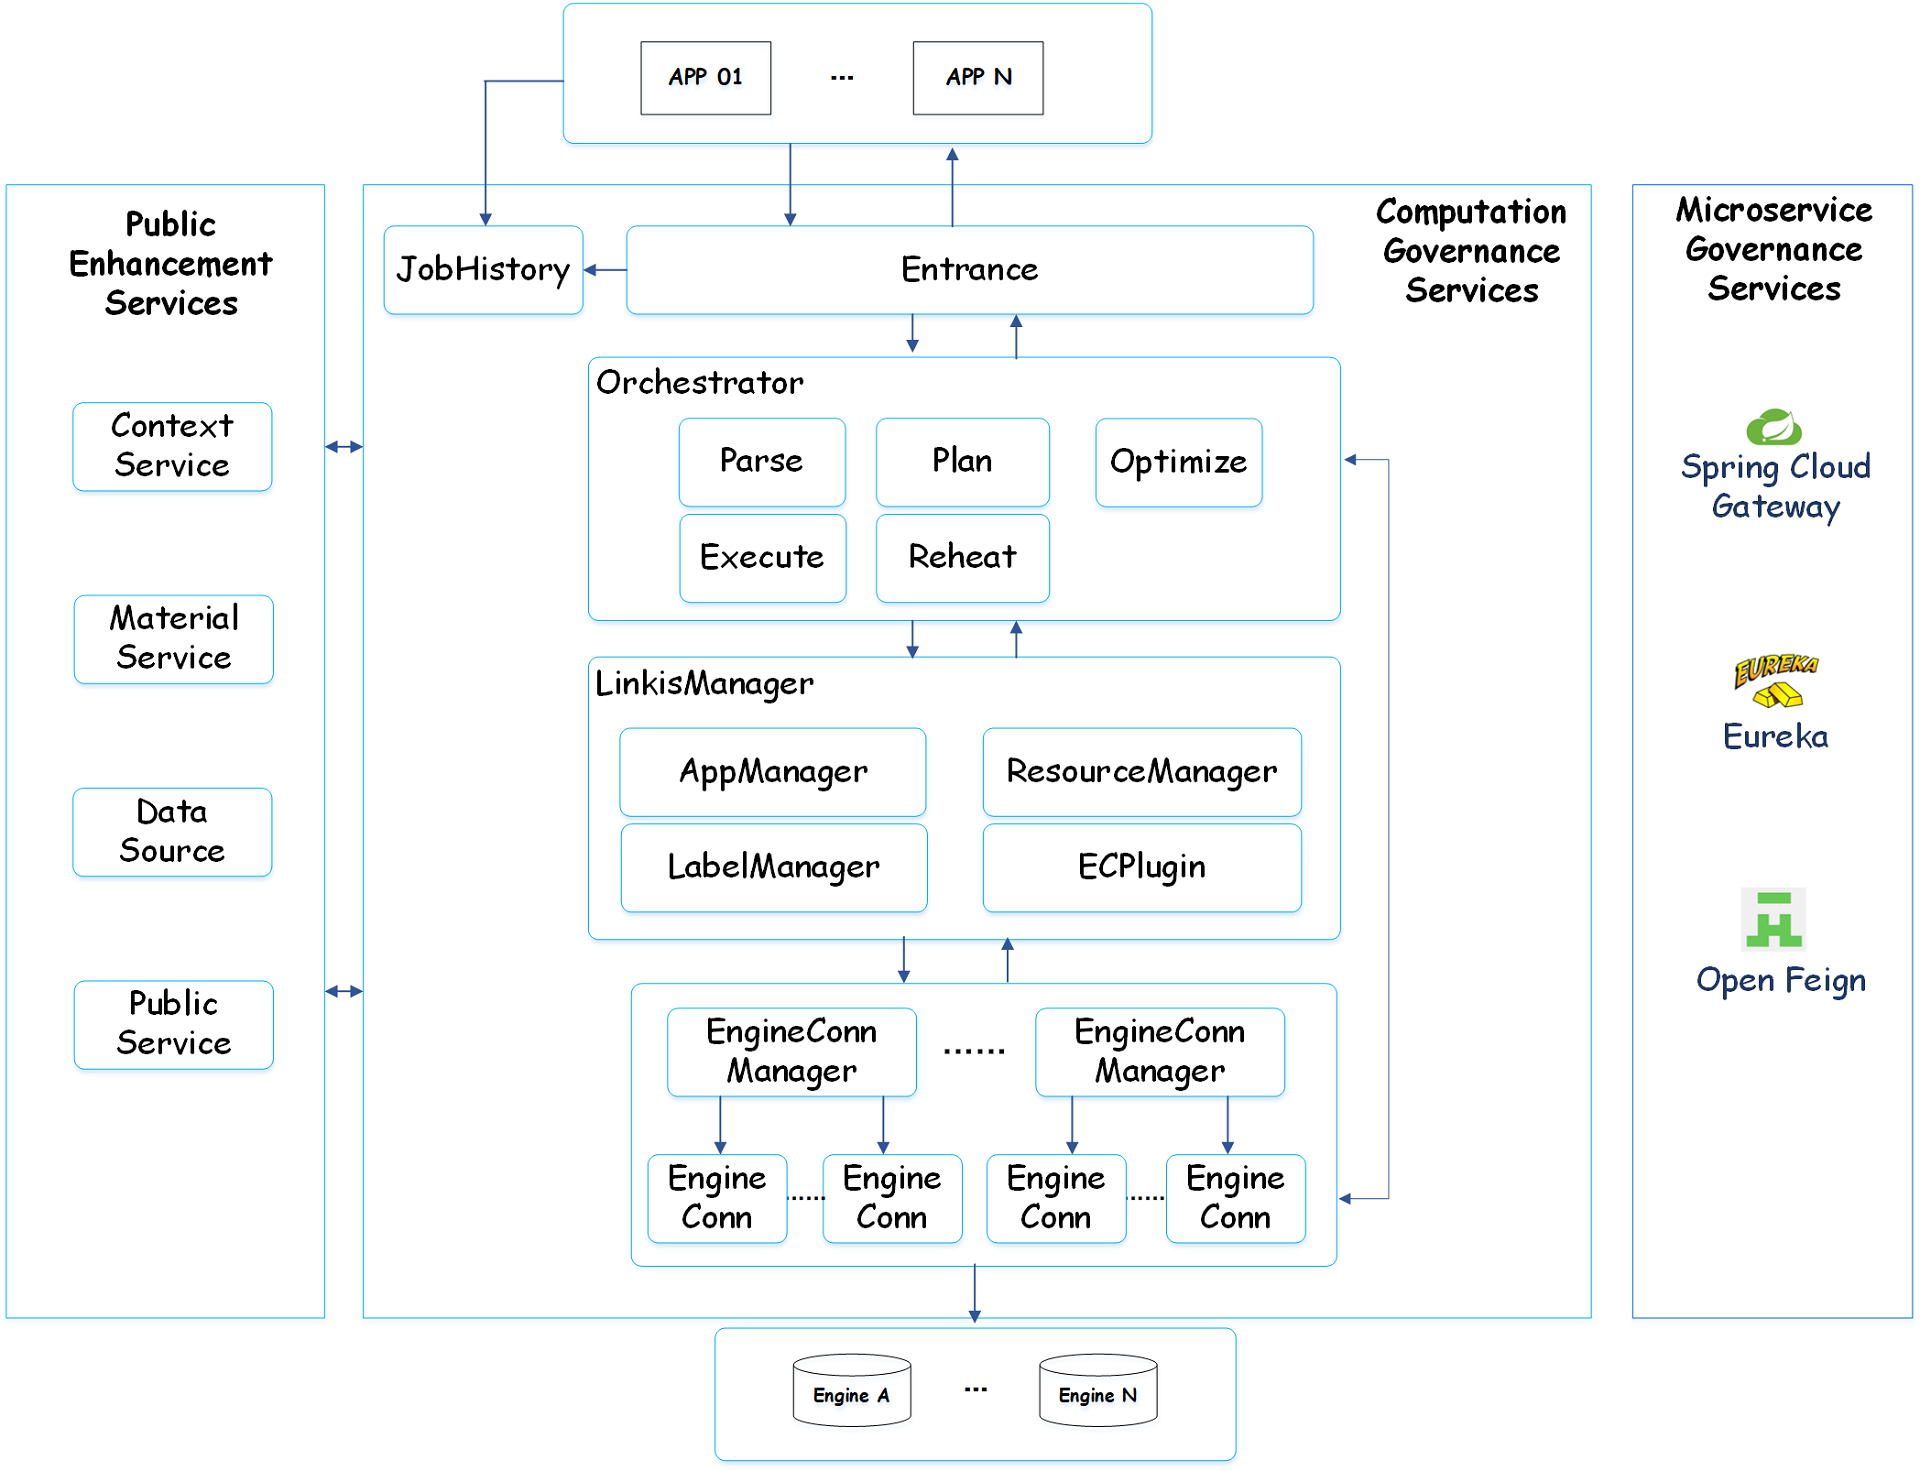 APP 01
...
APP N
Public
Enhancement
Services
Context
Service
Material
Service
Data
Source
Public
Service
Computation
Governance
Services
JobHistory
Entrance
Orchestrator
Parse
Plan
Optimize
Execute
Reheat
LinkisManager
AppManager
ResourceManager
LabelManager
ECPlugin
EngineConn
Manager
......
EngineConn
Manager
Engine
Conn
......
Engine
Conn
Engine
Conn
......
Engine
Conn
Engine A
...
Engine N
Microservice
Governance
Services
Spring Cloud
Gateway
EUREKA
Eureka
Open Feign